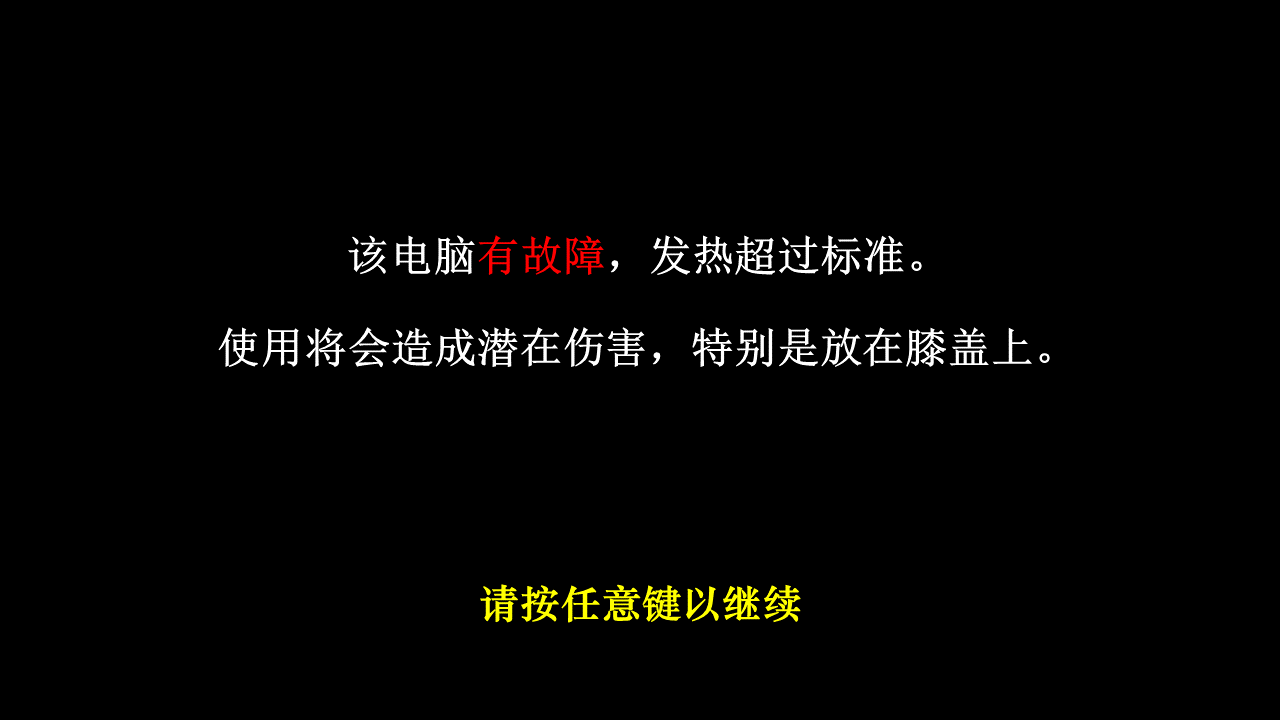 该电脑有故障，发热超过标准。
使用将会造成潜在伤害，特别是放在膝盖上。
请按任意键以继续